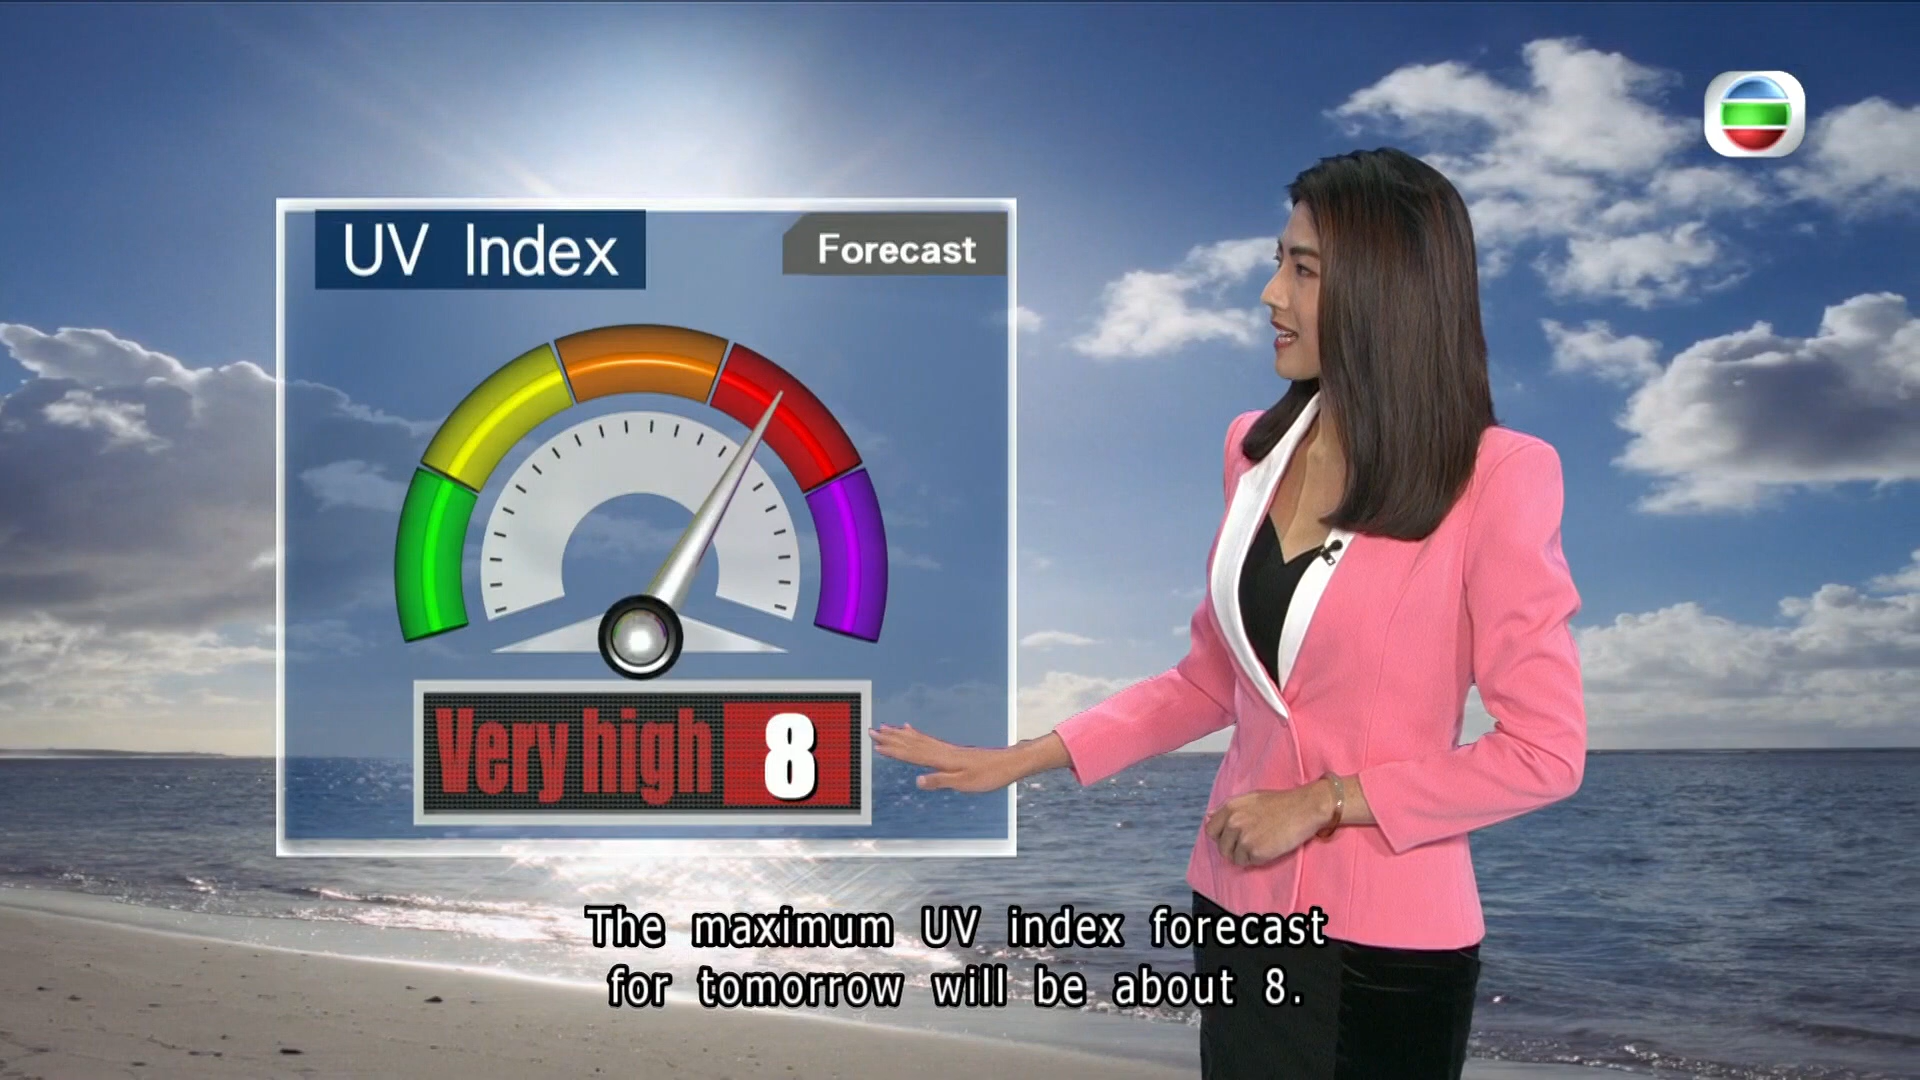 UV Index
Forecast
Very high 8
The maximum UV index forecast
for tomorrow will be about 8.